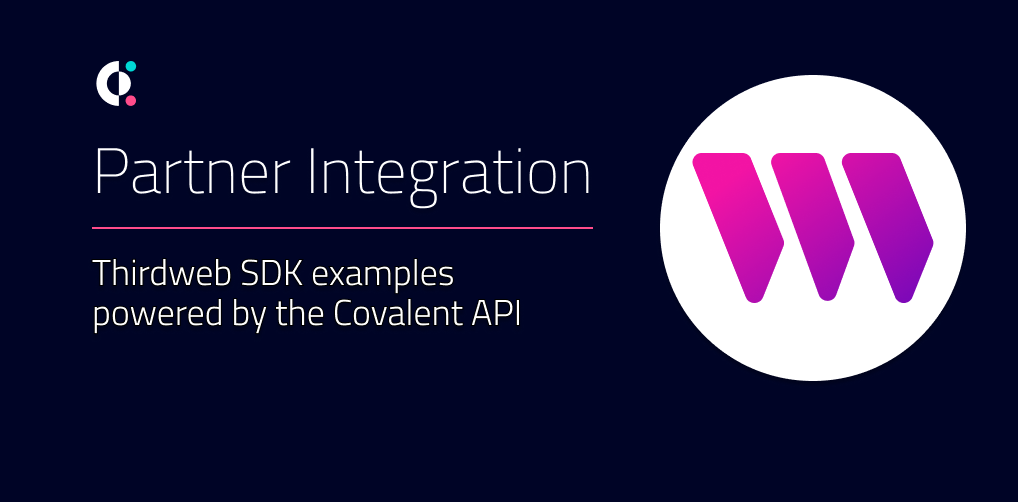 Partner Integration
Thirdweb SDK examples
powered by the Covalent API